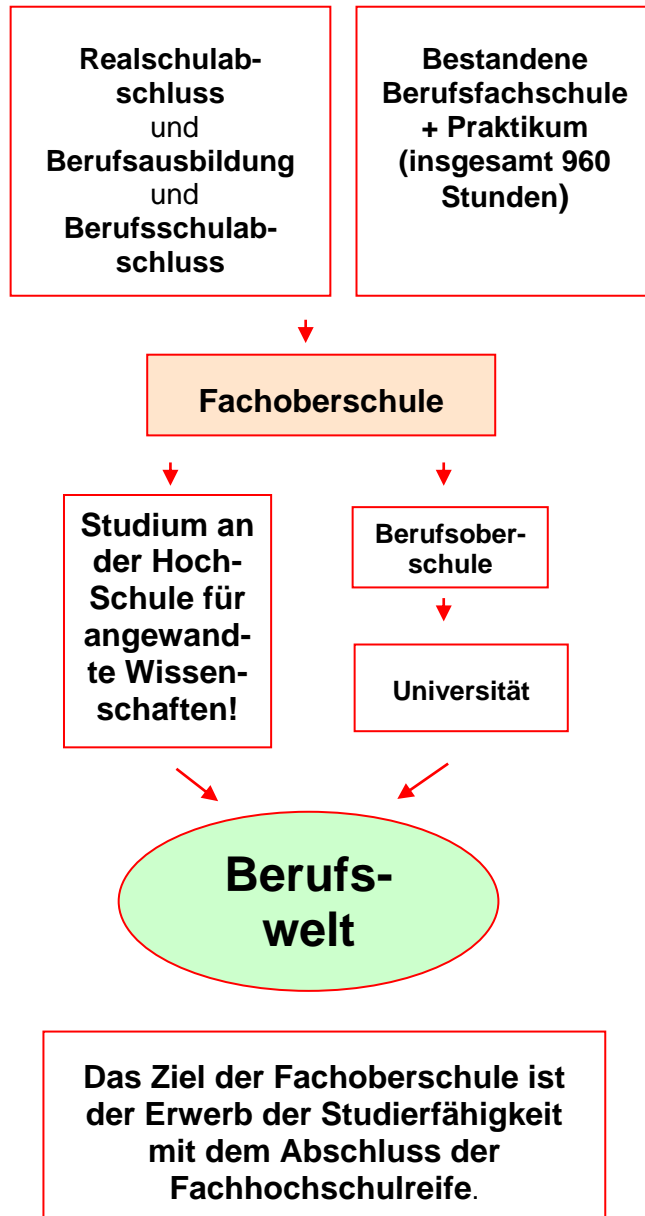 Realschulab-
schluss
und
Berufsausbildung
und
Berufsschulab-
schluss
Bestandene
Berufsfachschule
+ Praktikum
(insgesamt 960
Stunden)
Fachoberschule
Studium an
der Hoch-
Schule für
angewand-
te Wissen-
schaften!
Berufsober-
schule
Universität
Berufs-
welt
Das Ziel der Fachoberschule ist
der Erwerb der Studierfähigkeit
mit dem Abschluss der
Fachhochschulreife.